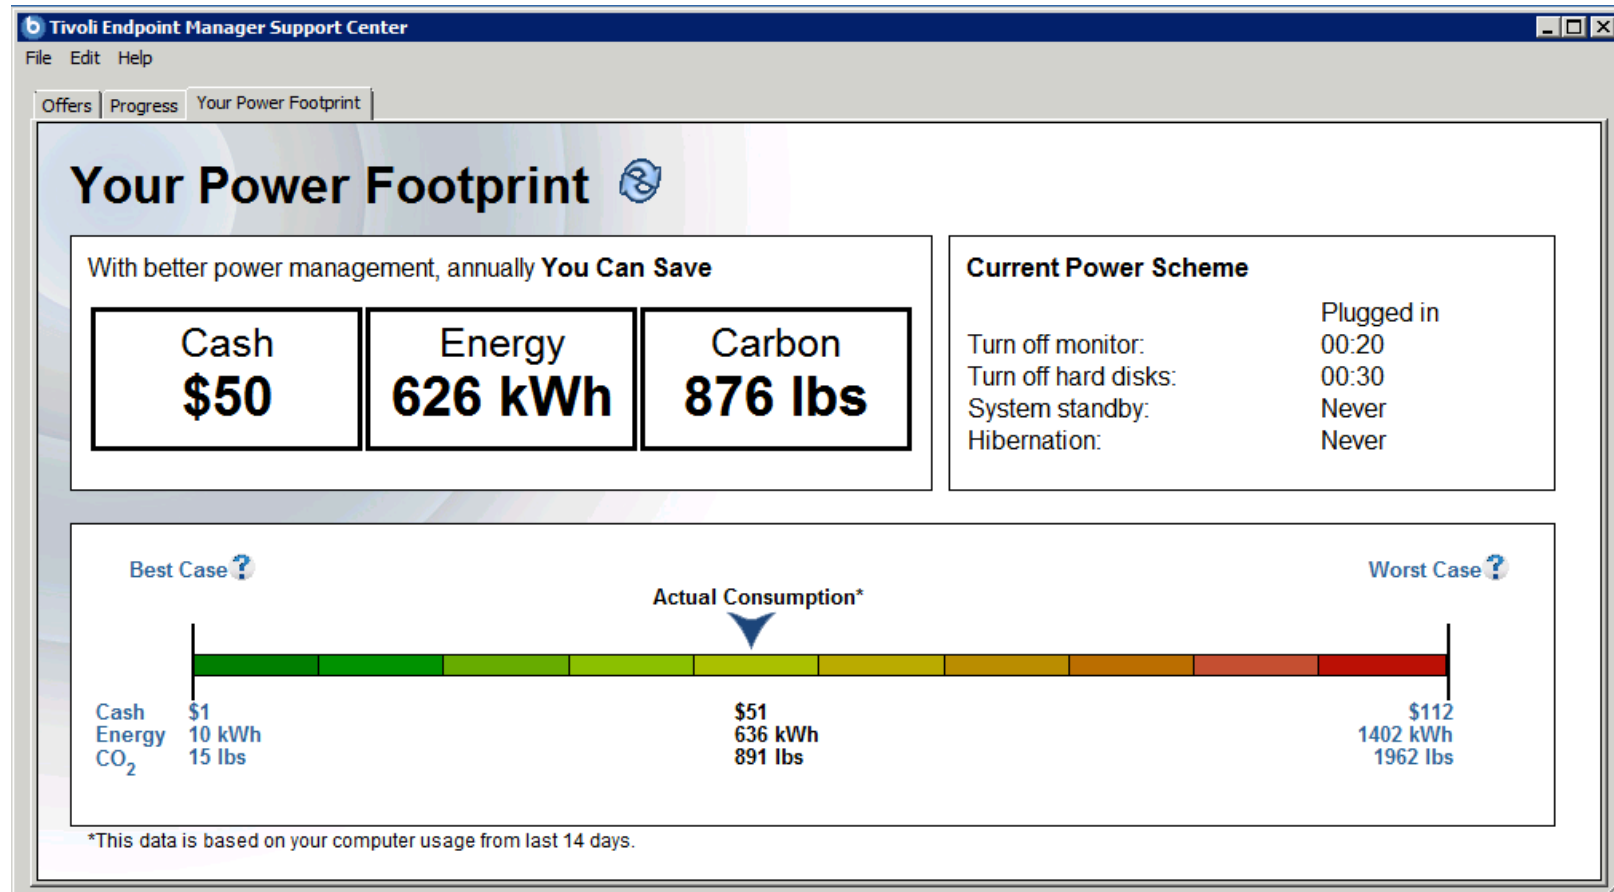 Tivoli Endpoint Manager Support Center
File Edit Help
Offers Progress Your Power Footprint
Your Power Footprint
With better power management, annually You Can Save
Cash
$50
Energy
626 kWh
Carbon
876 lbs
Current Power Scheme
Plugged in
Turn off monitor: 00:20
Turn off hard disks: 00:30
System standby: Never
Hibernation: Never
Best Case ?
Worst Case ?
Actual Consumption*
Cash $1 $51 $112
Energy 10 kWh 636 kWh 1402 kWh
CO2 15 lbs 891 lbs 1962 lbs
*This data is based on your computer usage from last 14 days.